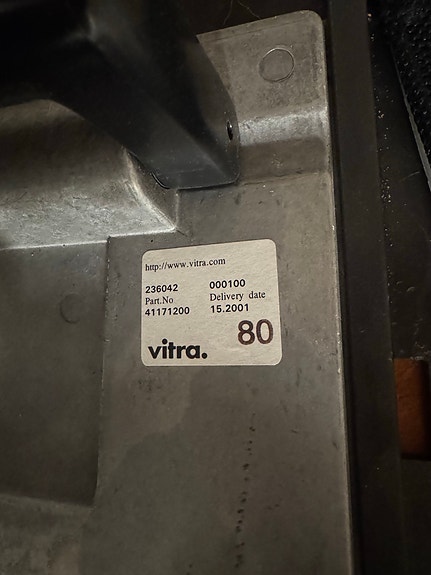 http://www.vitra.com
236042 000100
Part.No Delivery date
41171200 15.2001
vitra. 80